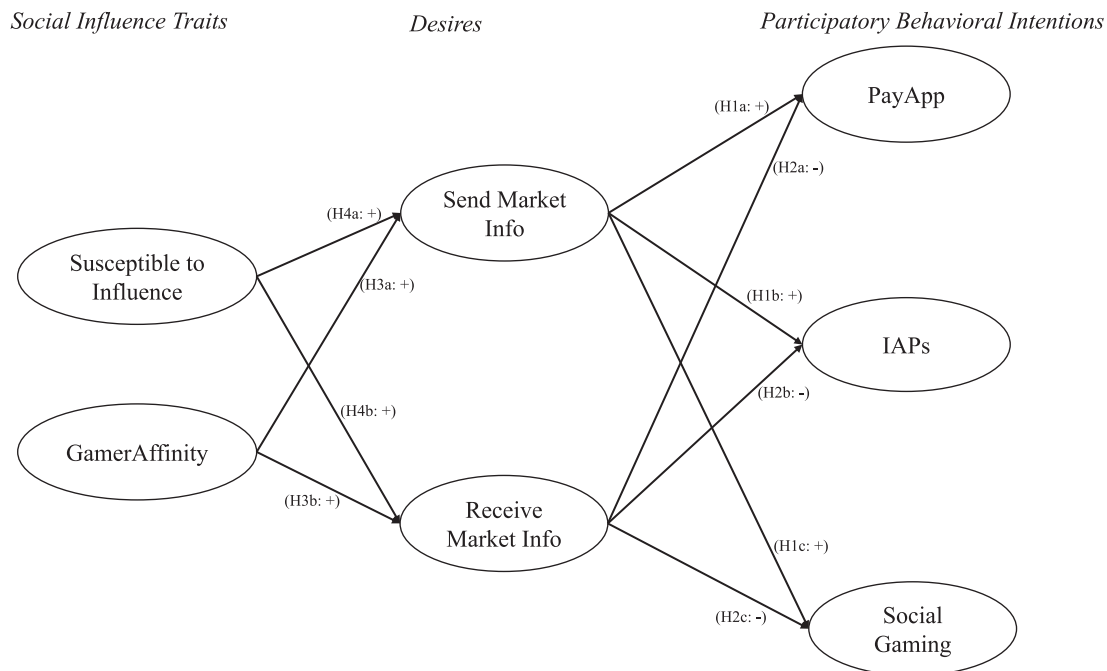 Social Influence Traits
Desires
Participatory Behavioral Intentions
PayApp
(H1a: +)
(H2a: -)
Send Market
Info
(H4a: +)
Susceptible to
Influence
(H3a: +)
(H1b: +)
IAPs
(H2b: -)
(H4b: +)
GamerAffinity
(H3b: +)
Receive
Market Info
(H1c: +)
(H2c: -)
Social
Gaming